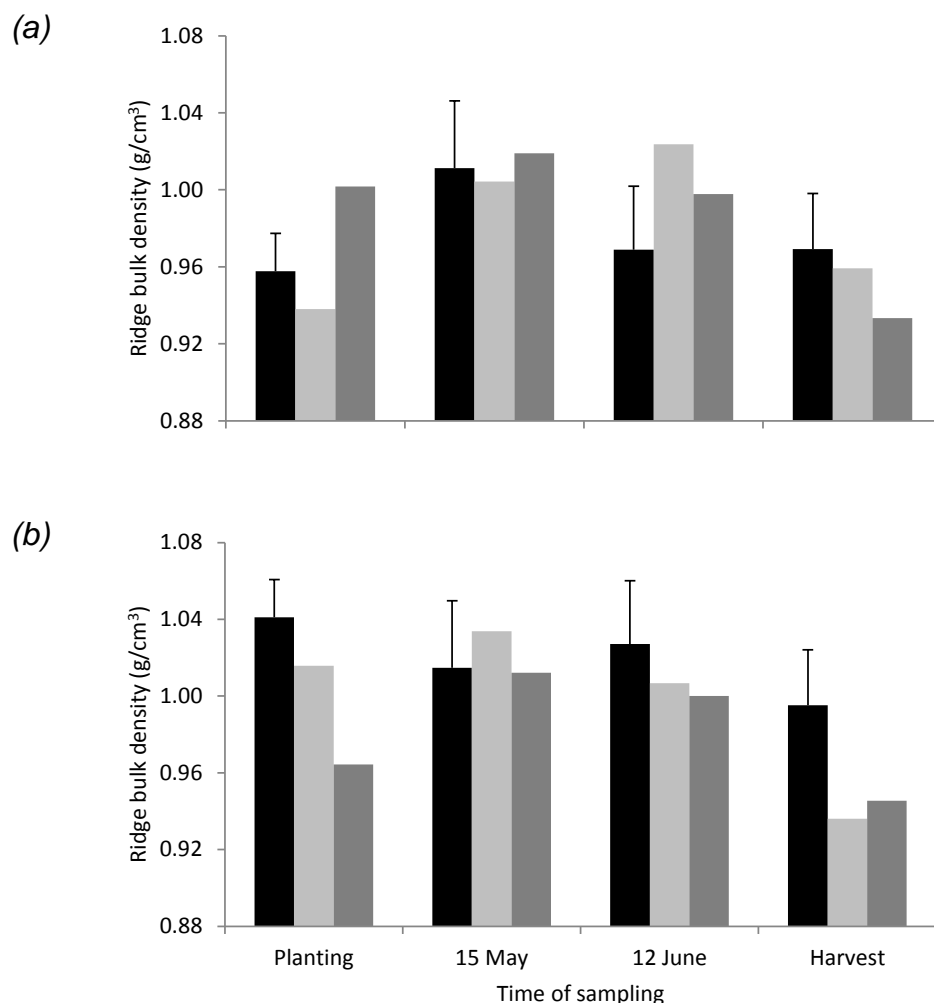 (a)
Ridge bulk density (g/cm³)
1.08
1.04
1.00
0.96
0.92
0.88
(b)
Ridge bulk density (g/cm³)
1.08
1.04
1.00
0.96
0.92
0.88
Planting 15 May 12 June Harvest
Time of sampling